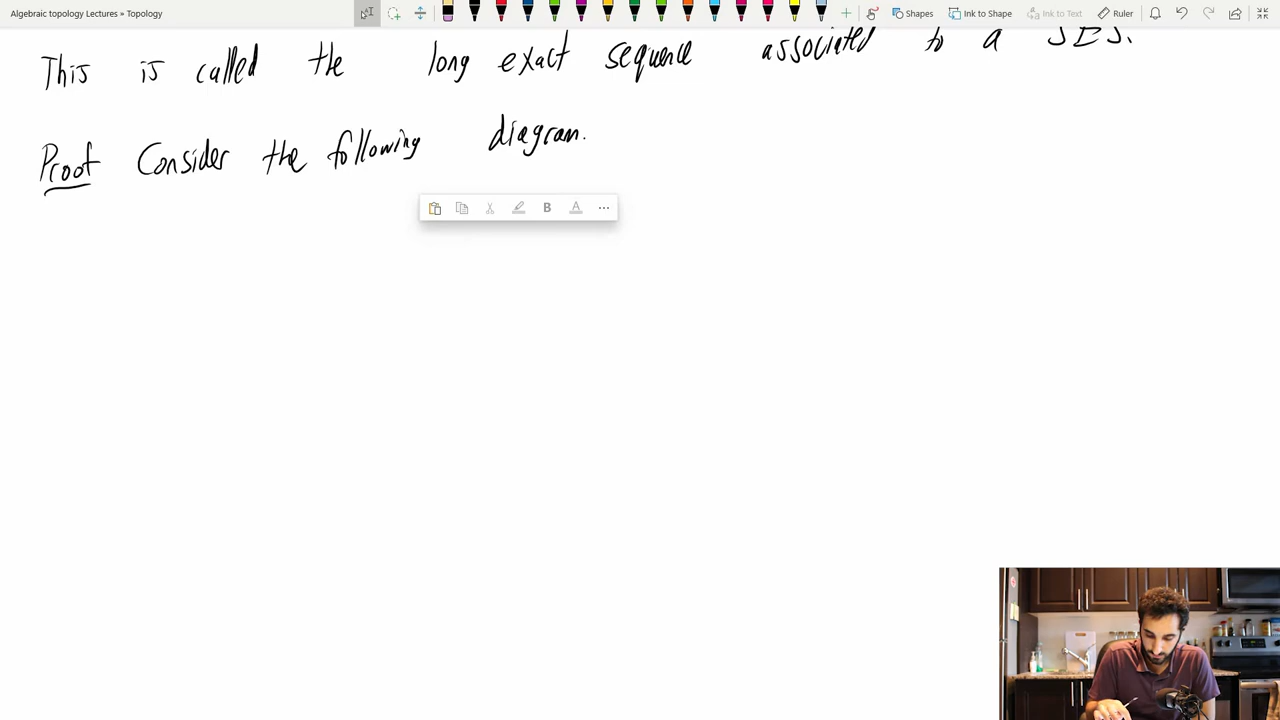 Algebraic topology Lectures – Topology
Shapes
Ink to Shape
Ink to Text
Ruler
This is called the long exact sequence associated to a SES.
Proof Consider the following diagram.
B
A